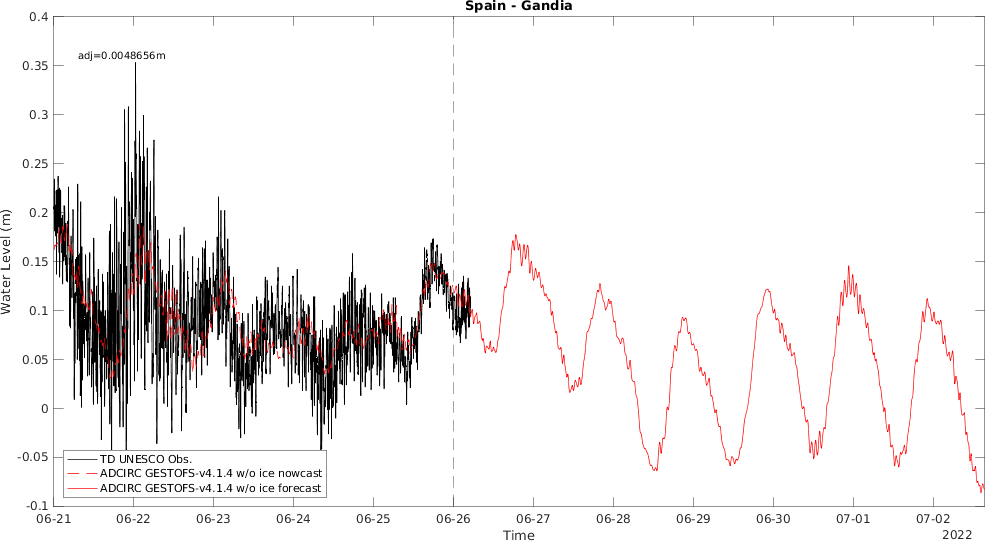 Spain - Gandia
adj=0.0048656m
Water Level (m)
0.4
0.35
0.3
0.25
0.2
0.15
0.1
0.05
0
-0.05
-0.1
TD UNESCO Obs.
ADCIRC GESTOFS-v4.1.4 w/o ice nowcast
ADCIRC GESTOFS-v4.1.4 w/o ice forecast
06-21 06-22 06-23 06-24 06-25 06-26 06-27 06-28 06-29 06-30 07-01 07-02
Time
2022